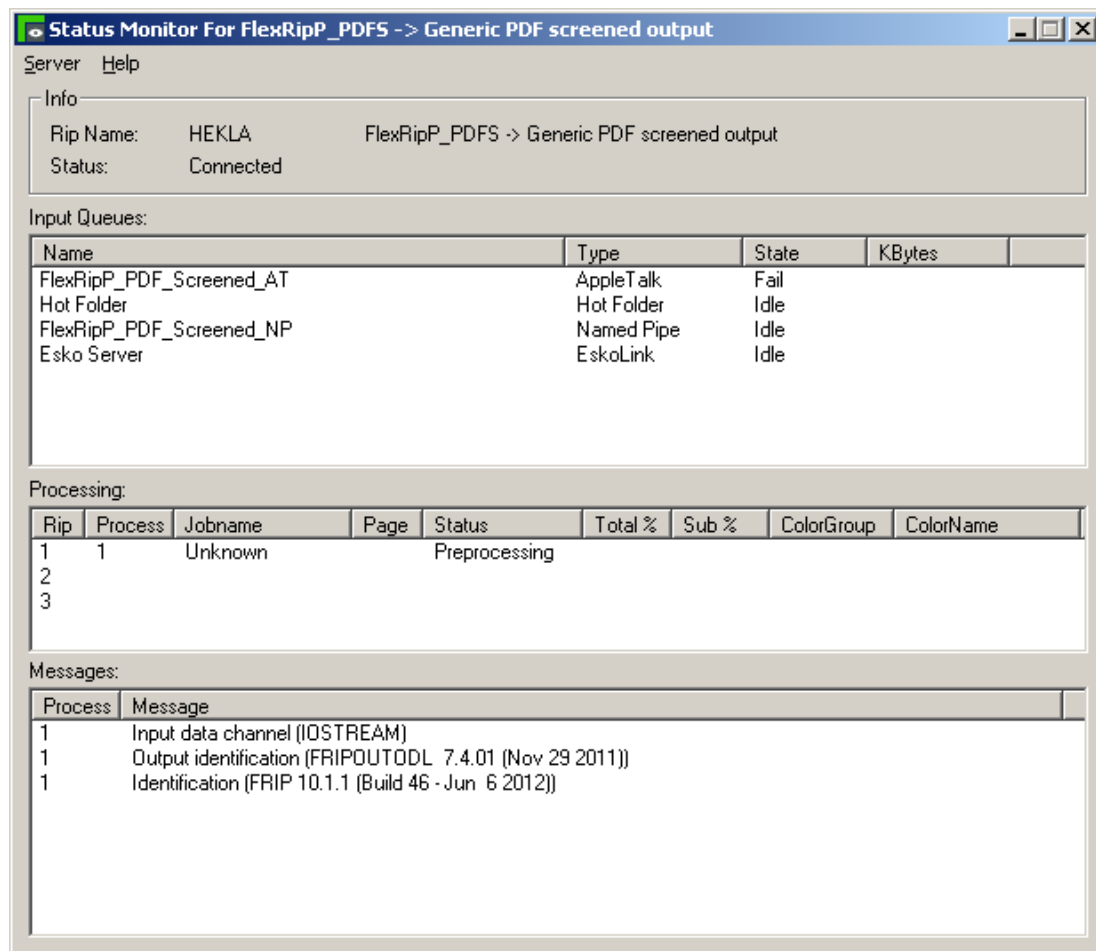 Status Monitor For FlexRipP_PDFS -> Generic PDF screened output
Server Help
Info
Rip Name: HEKLA FlexRipP_PDFS -> Generic PDF screened output
Status: Connected
Input Queues:
Name Type State KBytes
FlexRipP_PDF_Screened_AT AppleTalk Fail
Hot Folder Hot Folder Idle
FlexRipP_PDF_Screened_NP Named Pipe Idle
Esko Server EskoLink Idle
Processing:
Rip Process Jobname Page Status Total % Sub % ColorGroup ColorName
1 1 Unknown Preprocessing
2
3
Messages:
Process Message
1 Input data channel (IOSTREAM)
1 Output identification (FRIPOUTODL 7.4.01 (Nov 29 2011))
1 Identification (FRIP 10.1.1 (Build 46 - Jun 6 2012))